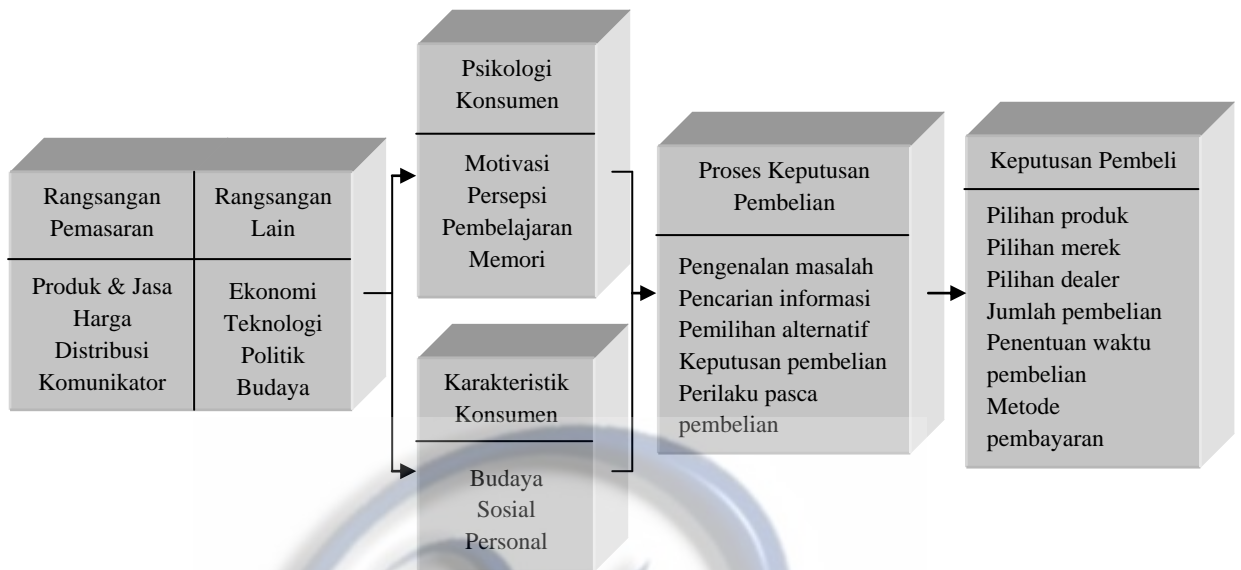 Rangsangan
Pemasaran
Produk & Jasa
Harga
Distribusi
Komunikator
Rangsangan
Lain
Ekonomi
Teknologi
Politik
Budaya
Psikologi
Konsumen
Motivasi
Persepsi
Pembelajaran
Memori
Karakteristik
Konsumen
Budaya
Sosial
Personal
Proses Keputusan
Pembelian
Pengenalan masalah
Pencarian informasi
Pemilihan alternatif
Keputusan pembelian
Perilaku pasca
pembelian
Keputusan Pembeli
Pilihan produk
Pilihan merek
Pilihan dealer
Jumlah pembelian
Penentuan waktu
pembelian
Metode
pembayaran